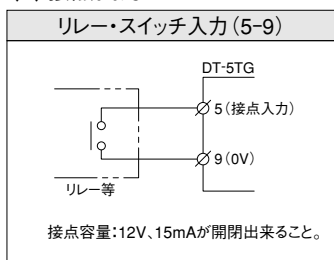 リレー・スイッチ入力(5-9)
DT-5TG
5(接点入力)
9(0V)
リレー等
接点容量:12V、15mAが開閉出来ること。